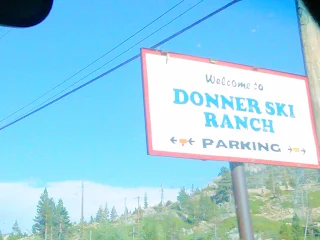 Welcome to
DONNER SKI
RANCH
PARKING